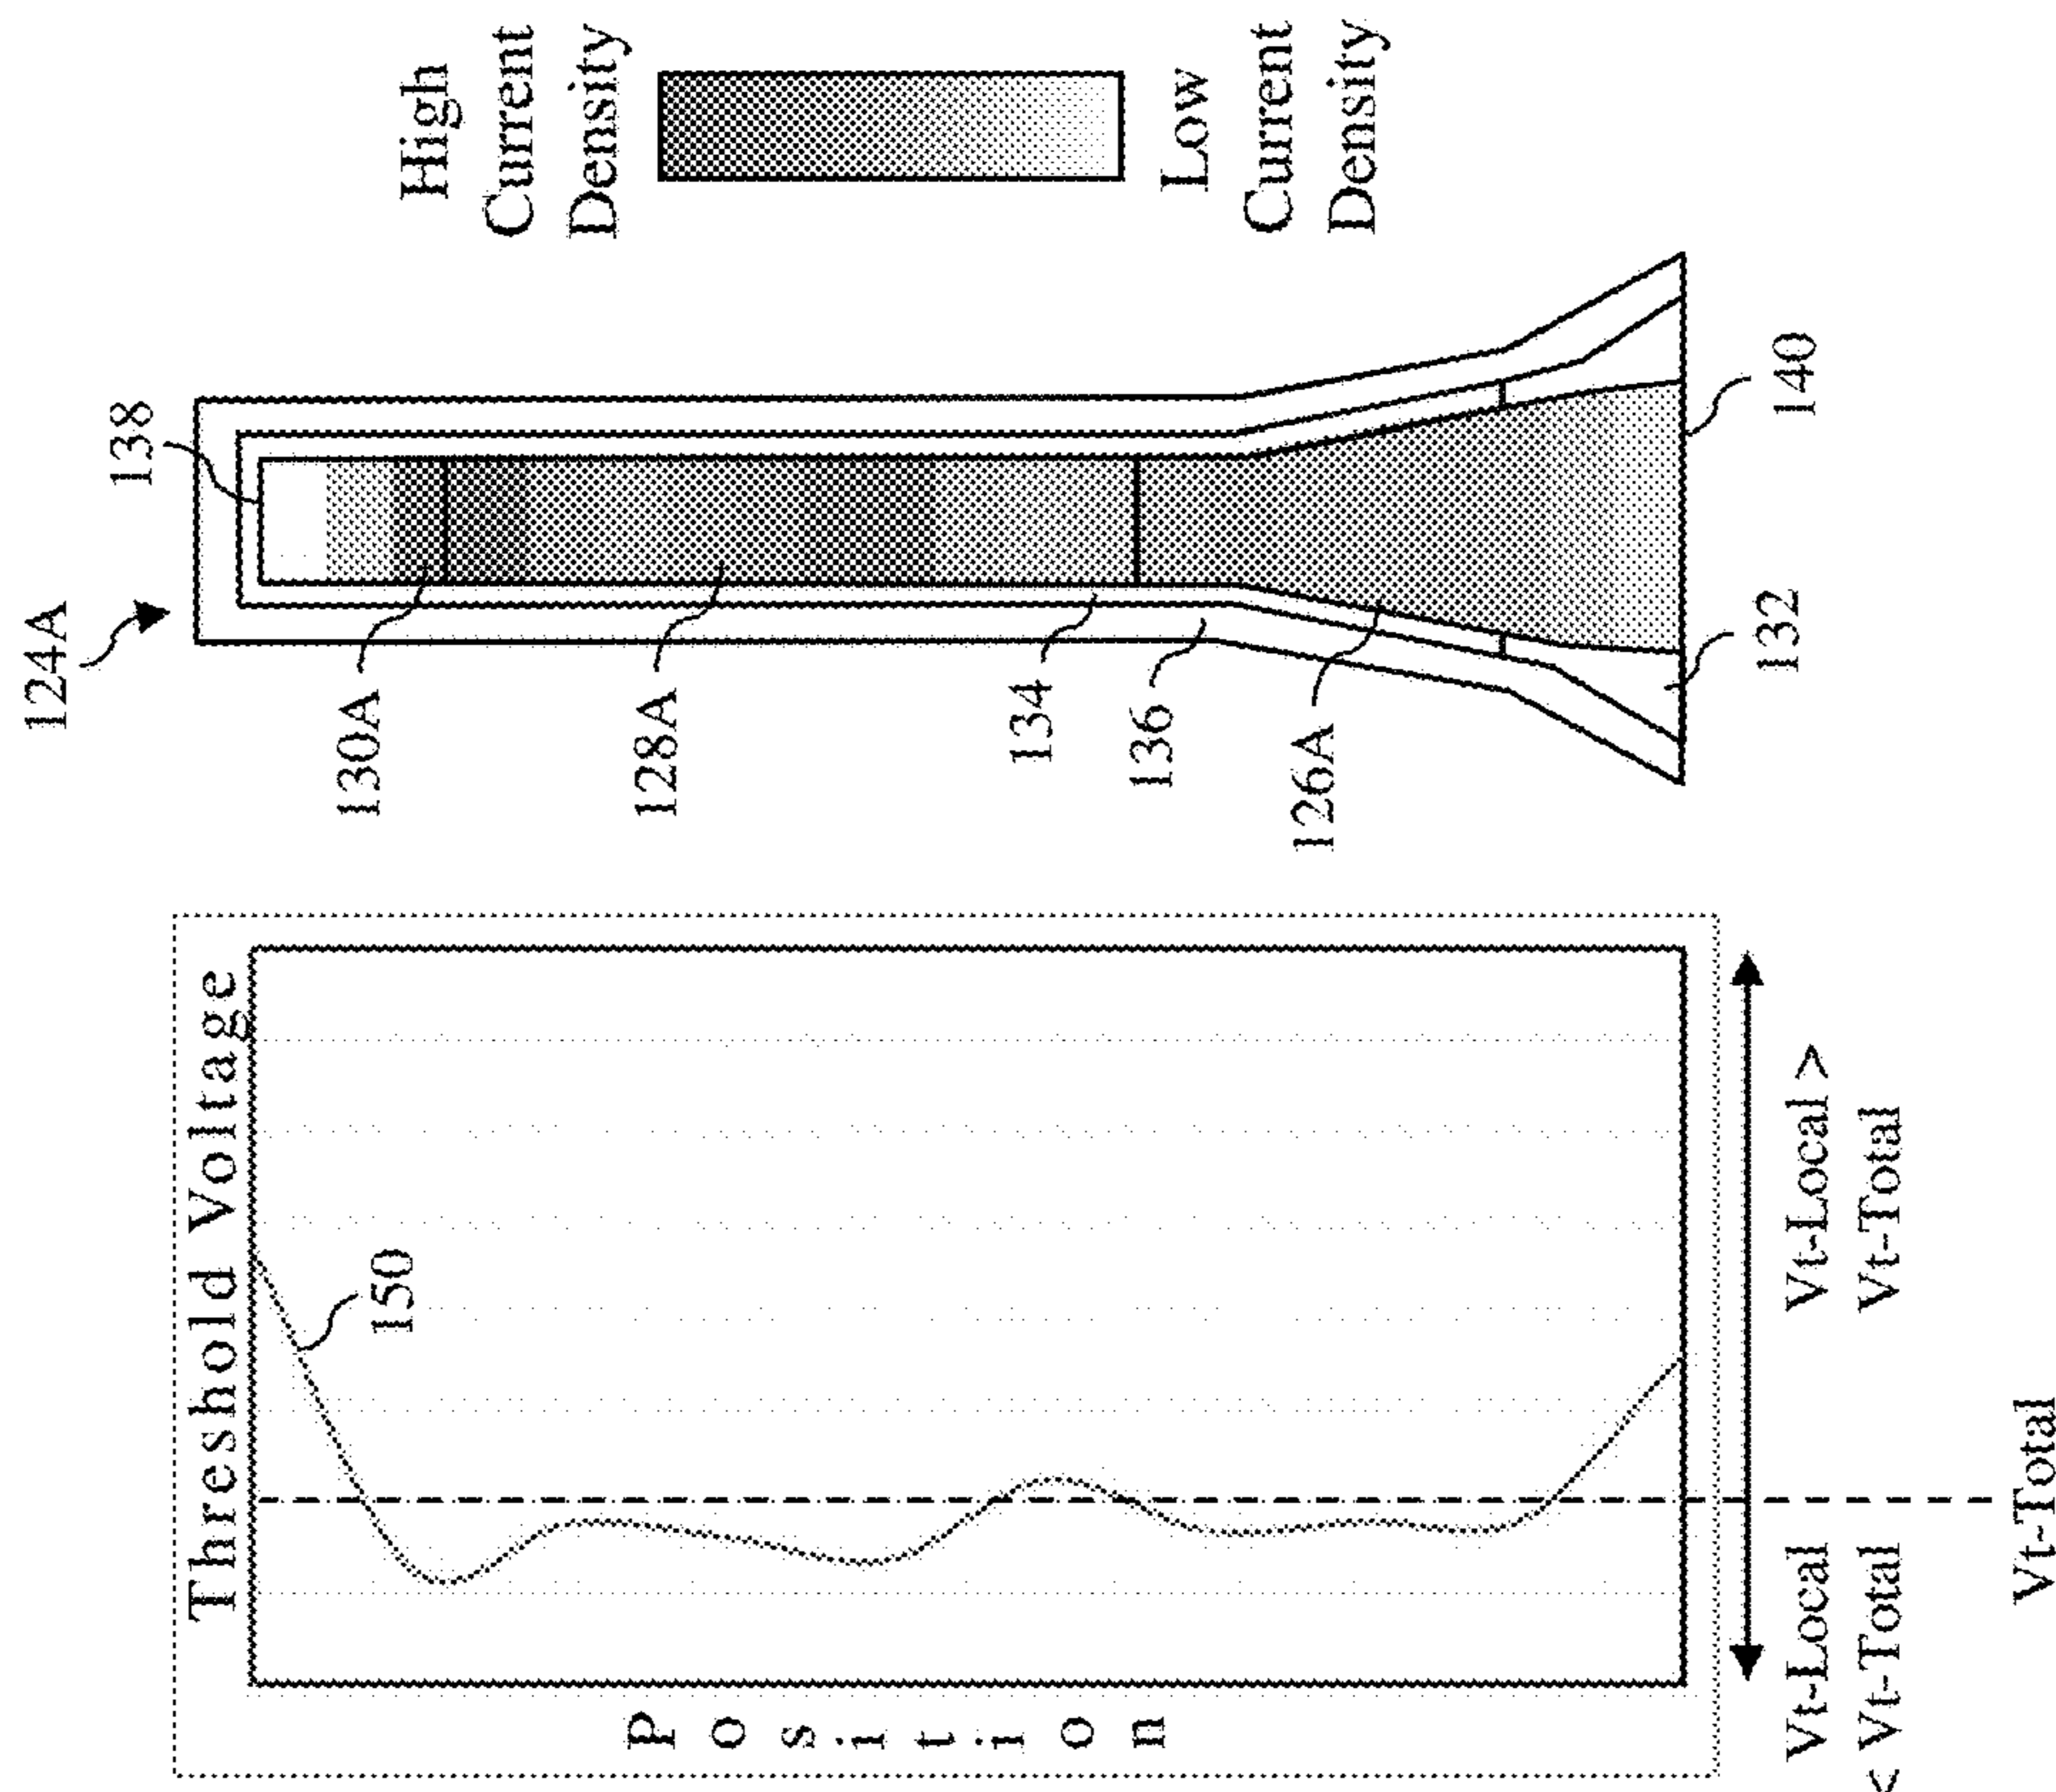 Threshold Voltage
Position
150
Vt-Local
< Vt-Total
Vt-Local >
Vt-Total
Vt-Total
124A
138
130A
128A
134
136
126A
132
140
High
Current
Density
Low
Current
Density